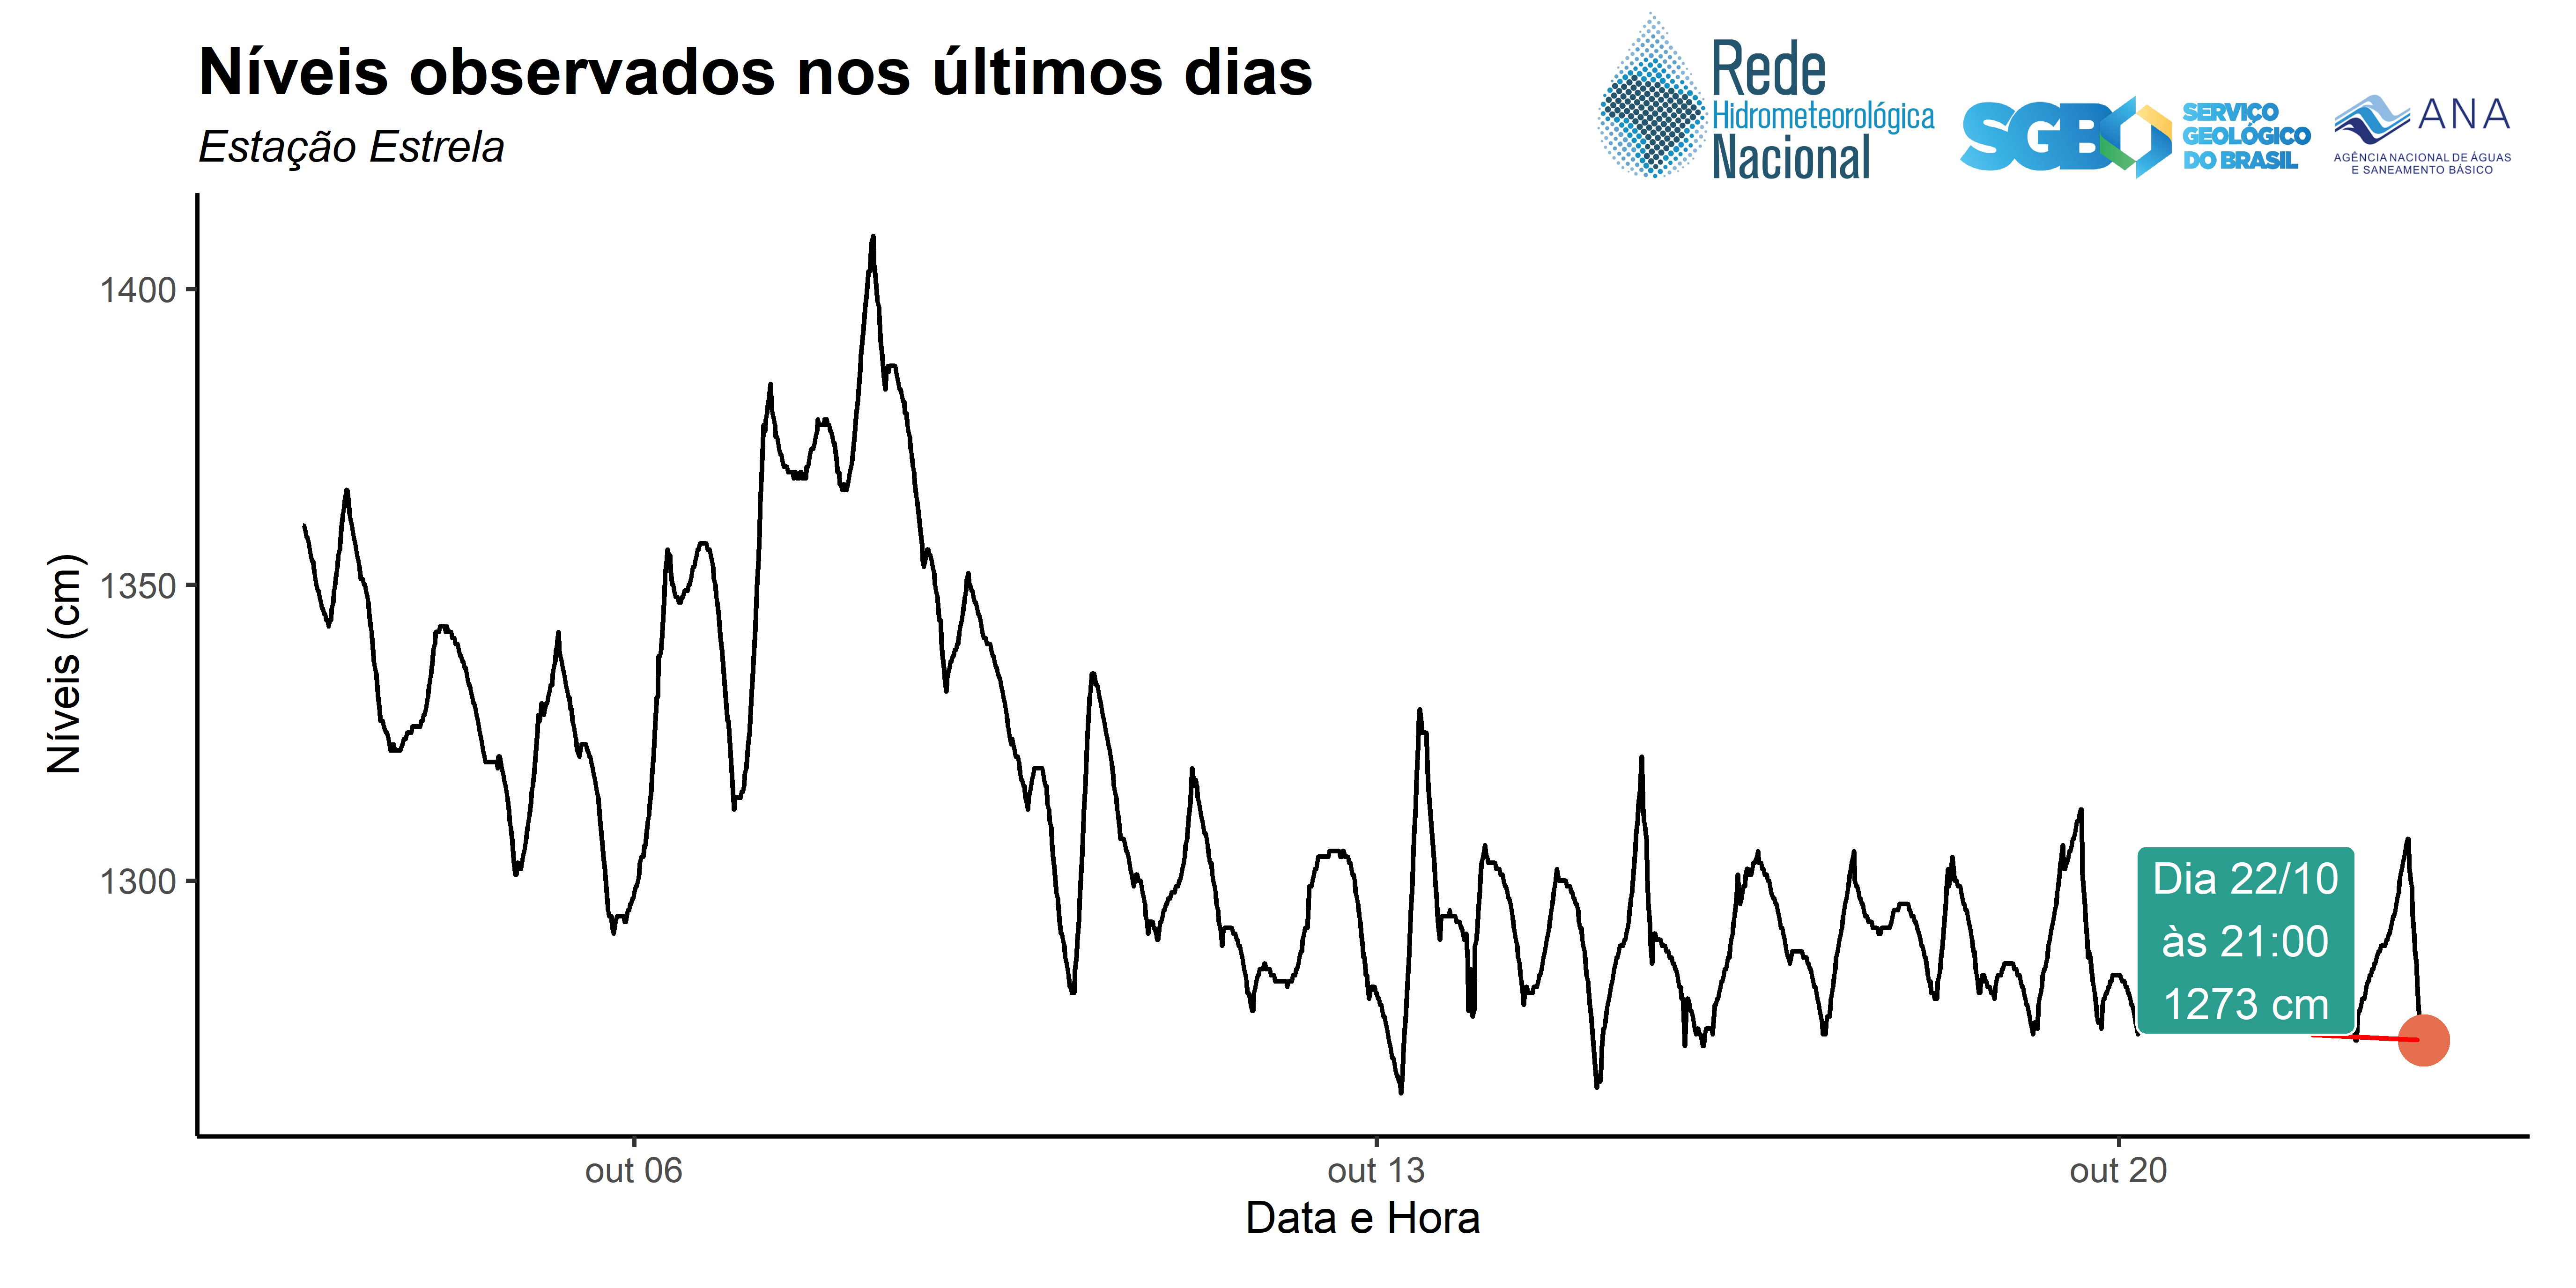 Níveis observados nos últimos dias
Estação Estrela
Rede
Hidrometeorológica
Nacional
SGB
SERVIÇO
GEOLÓGICO
DO BRASIL
ANA
AGÊNCIA NACIONAL DE ÁGUAS
E SANEAMENTO BÁSICO
Níveis (cm)
1400
1350
1300
Dia 22/10
às 21:00
1273 cm
out 06
out 13
out 20
Data e Hora